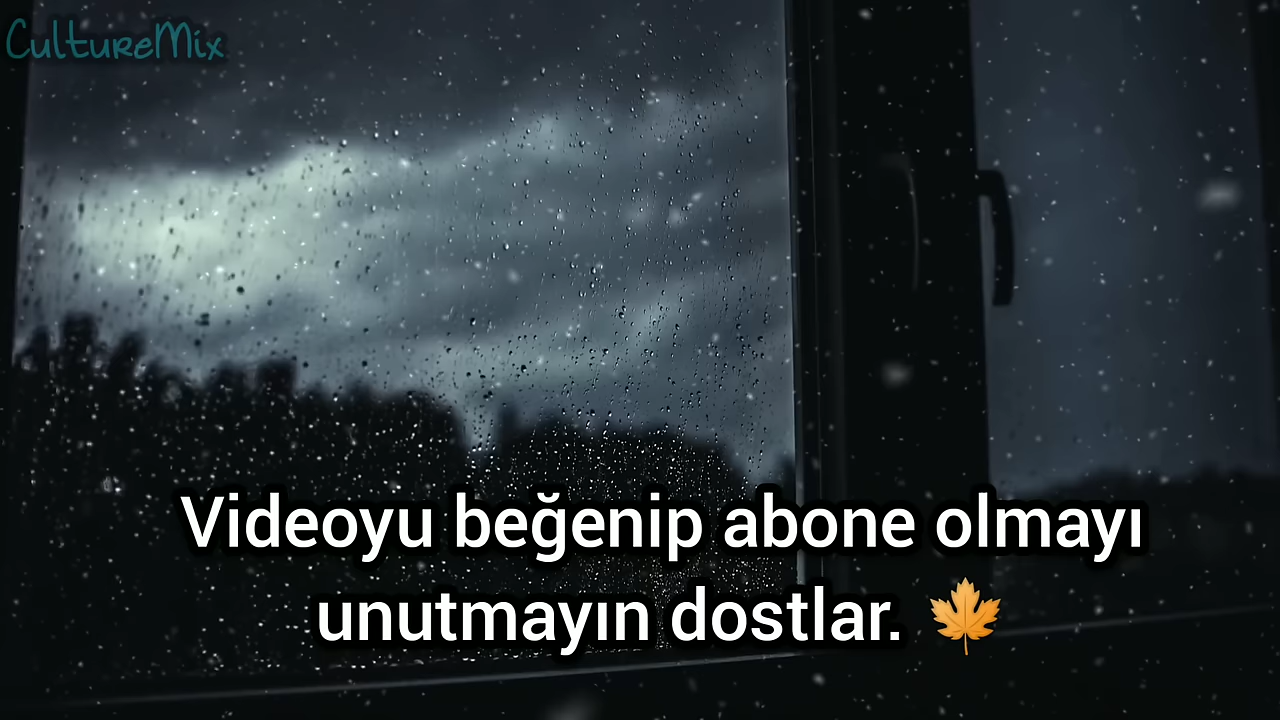 CultureMix
Videoyu beğenip abone olmayı
unutmayın dostlar. 🍁